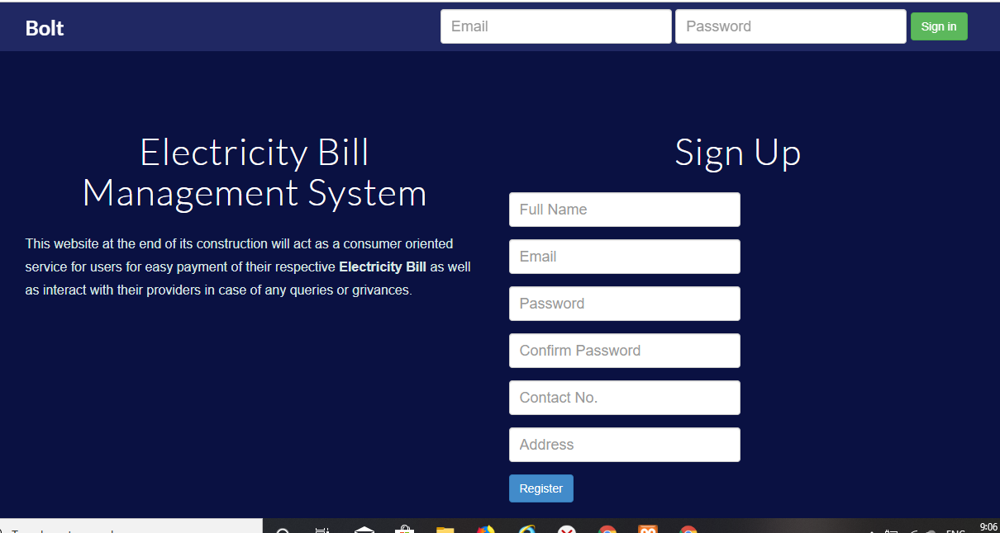 Bolt
Email
Password
Sign in
Electricity Bill
Management System
This website at the end of its construction will act as a consumer oriented
service for users for easy payment of their respective Electricity Bill as well
as interact with their providers in case of any queries or grivances.
Sign Up
Full Name
Email
Password
Confirm Password
Contact No.
Address
Register
9:06